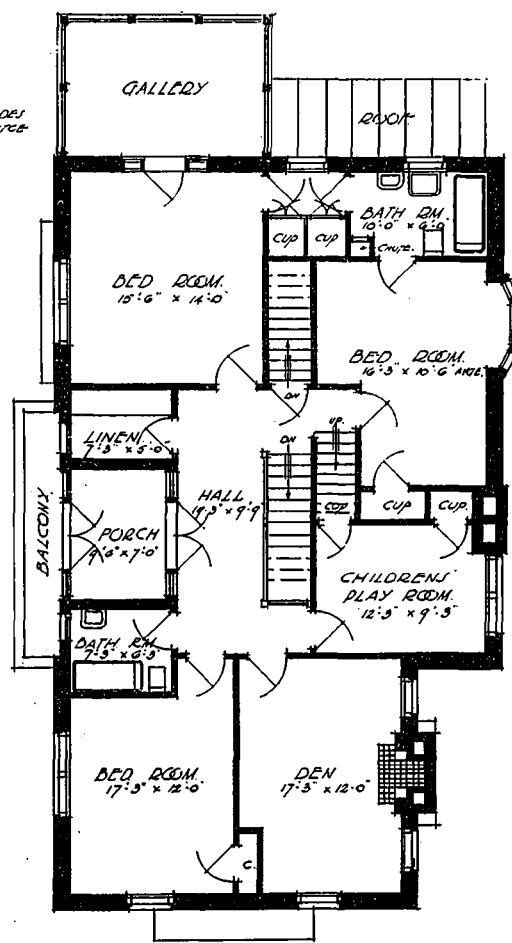 GALLERY
ROOF
BATH RM.
10'-0" x 6'-0"
CUP
CUP
CHUTE.
BED ROOM.
15'-6" x 14'-0"
BED ROOM.
16'-3" x 10'-6"
DN
UP.
DN
LINEN
7'-3" x 5'-0"
HALL
19'-3" x 9'-9"
CUP
CUP
CUP.
BALCONY
PORCH
9'-6" x 7'-0"
CHILDRENS
PLAY ROOM.
12'-3" x 9'-3"
BATH RM.
7'-3" x 6'-3"
BED ROOM.
17'-3" x 12'-0"
DEN
17'-3" x 12'-0"
C.